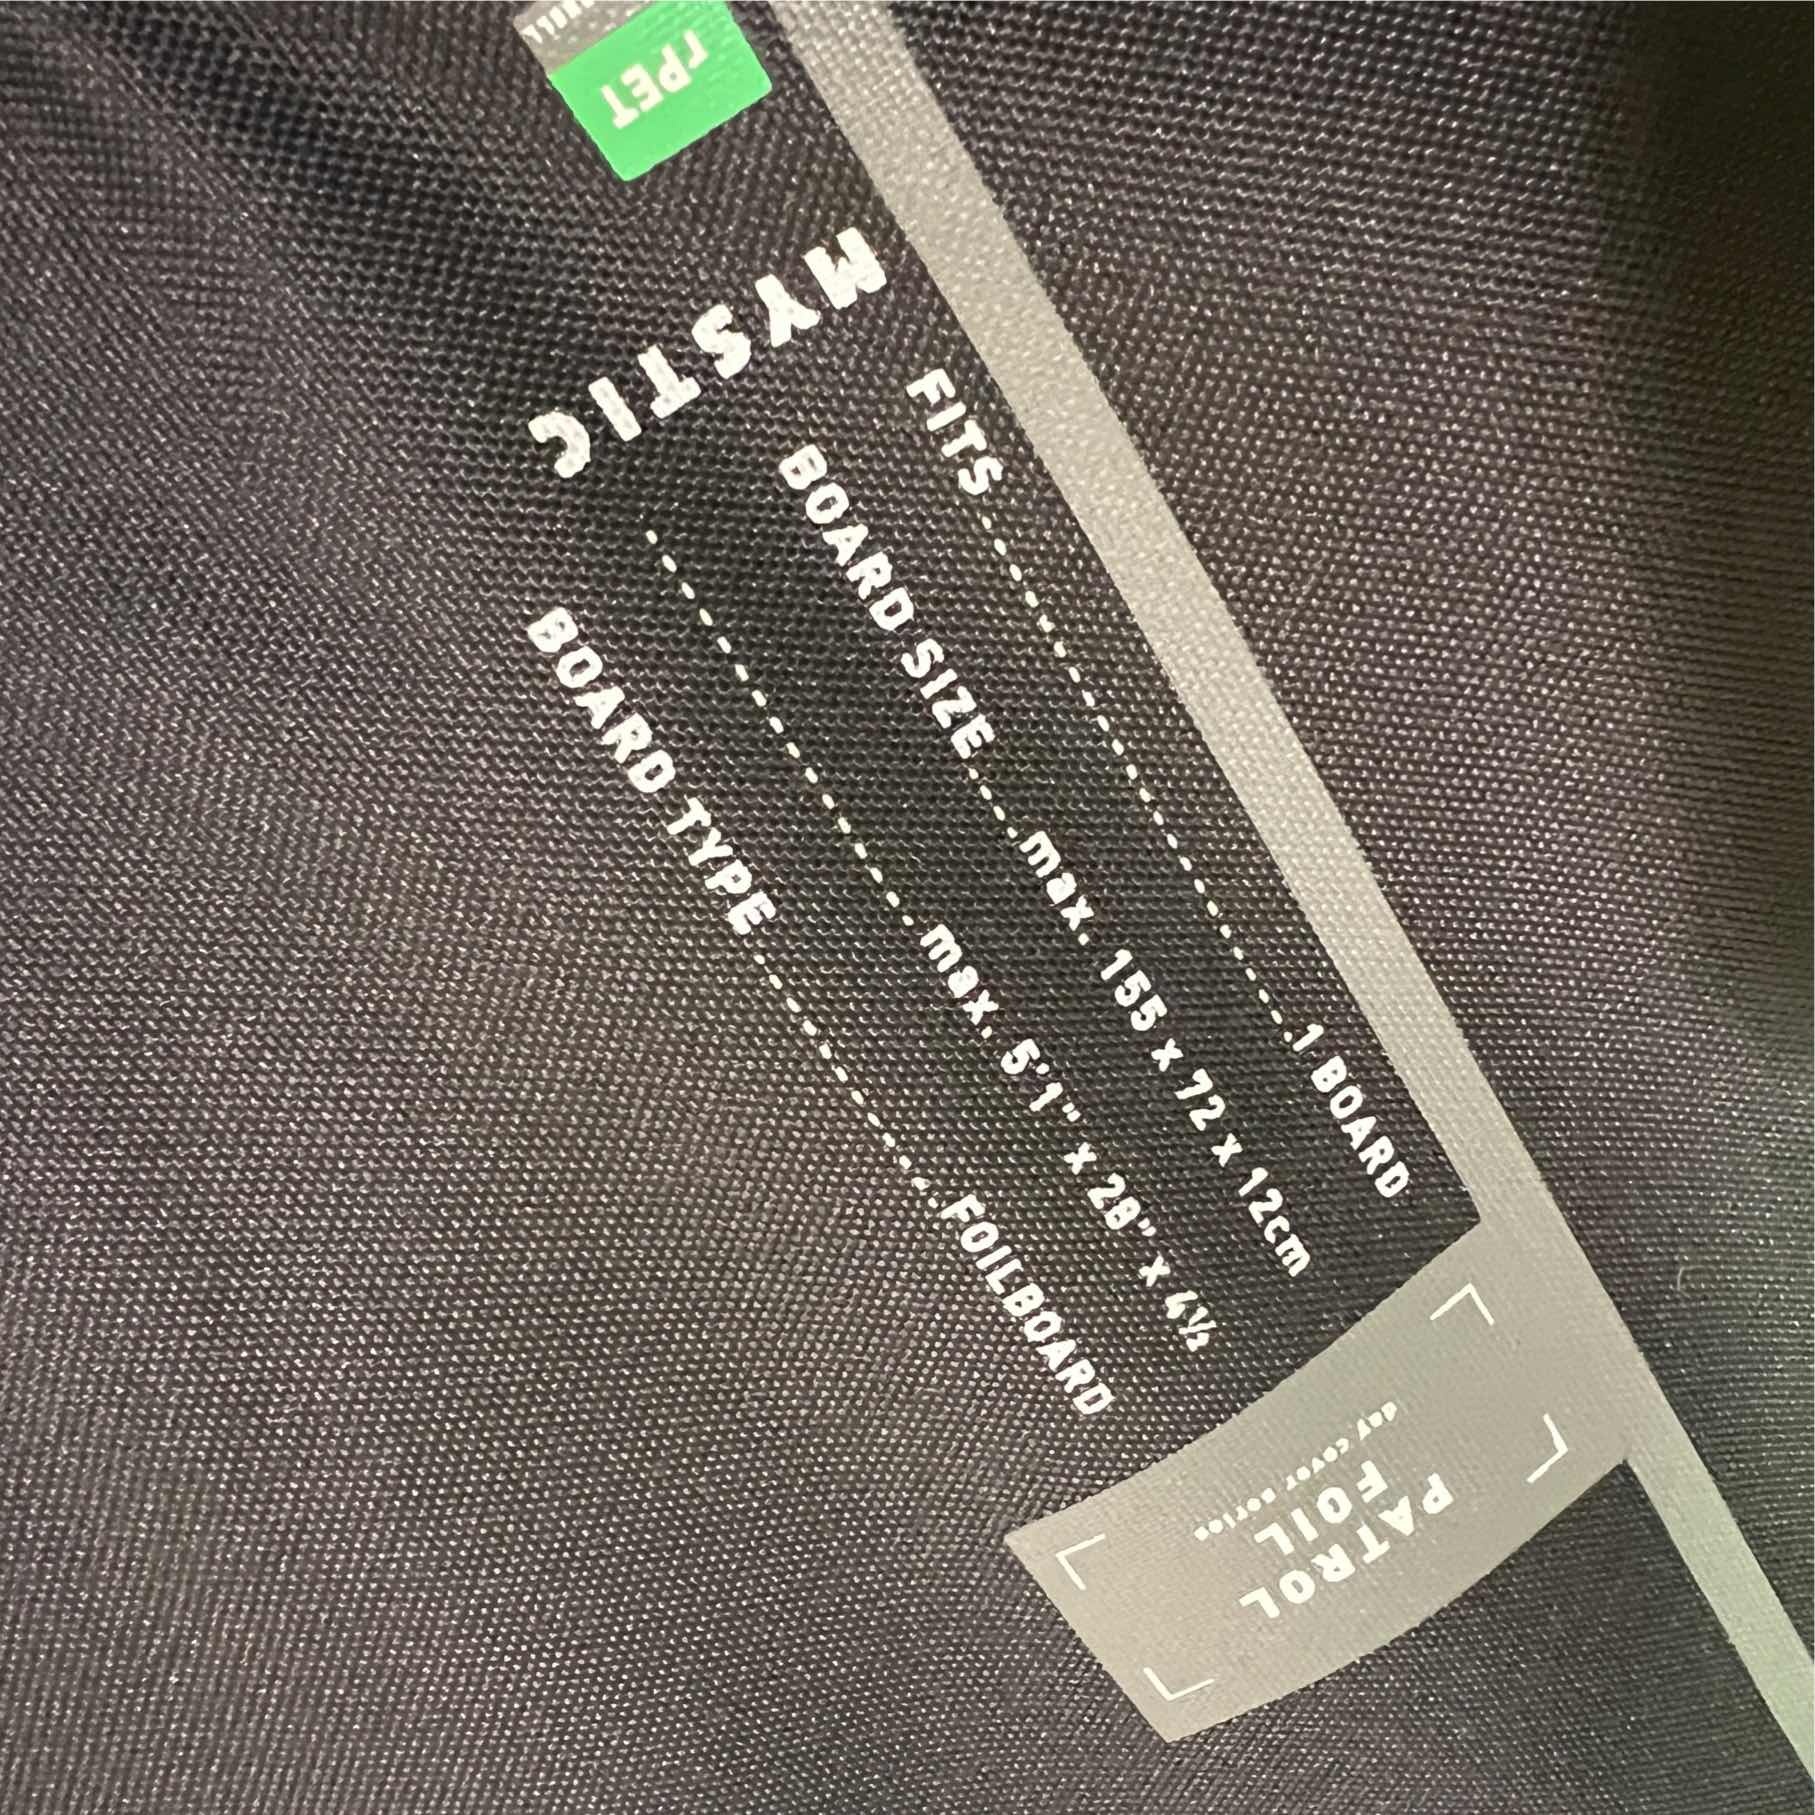 rPET
MYSTIC
FITS 1 BOARD
BOARD SIZE max. 155 x 72 x 12cm
max. 5'1" x 28" x 4½
BOARD TYPE FOILBOARD
day cover series
FOIL
PATROL